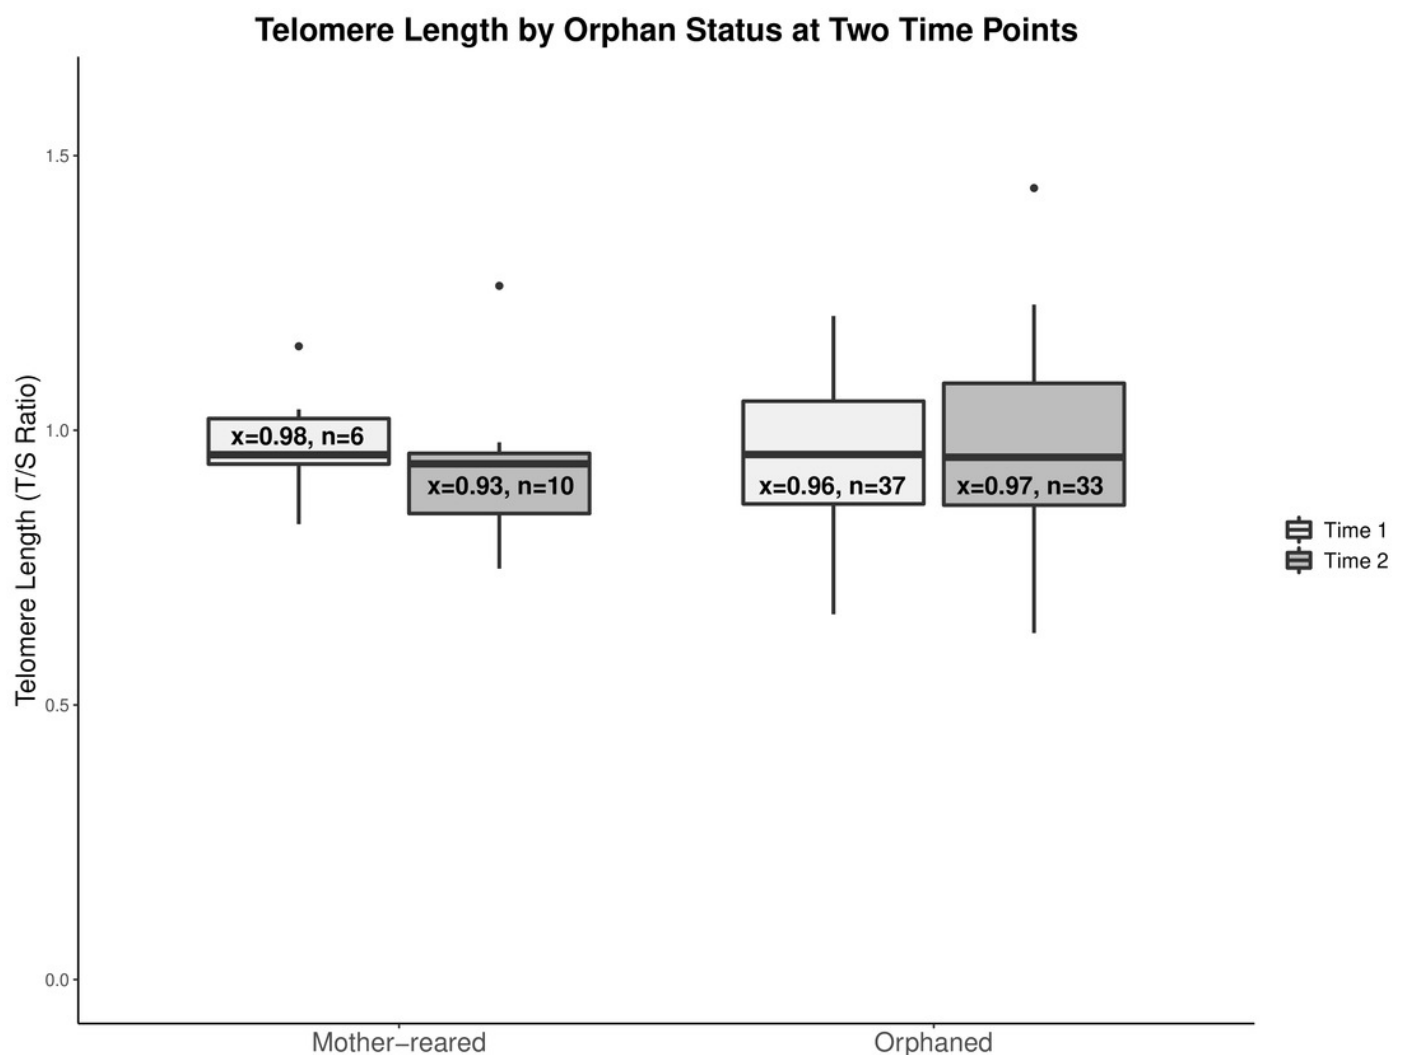 Telomere Length by Orphan Status at Two Time Points
Telomere Length (T/S Ratio)
1.5
1.0
0.5
0.0
x=0.98, n=6
x=0.93, n=10
x=0.96, n=37
x=0.97, n=33
Mother−reared
Orphaned
Time 1
Time 2